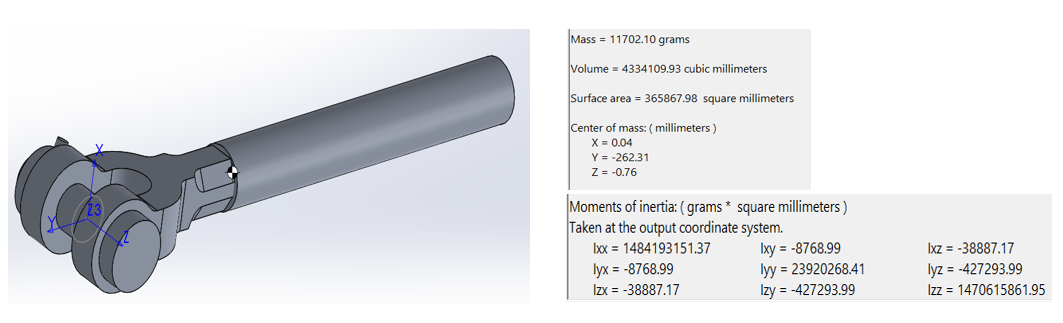 X
Y
Z
Z3
Mass = 11702.10 grams
Volume = 4334109.93 cubic millimeters
Surface area = 365867.98 square millimeters
Center of mass: ( millimeters )
X = 0.04
Y = -262.31
Z = -0.76
Moments of inertia: ( grams * square millimeters )
Taken at the output coordinate system.
Ixx = 1484193151.37 Ixy = -8768.99 Ixz = -38887.17
Iyx = -8768.99 Iyy = 23920268.41 Iyz = -427293.99
Izx = -38887.17 Izy = -427293.99 Izz = 1470615861.95